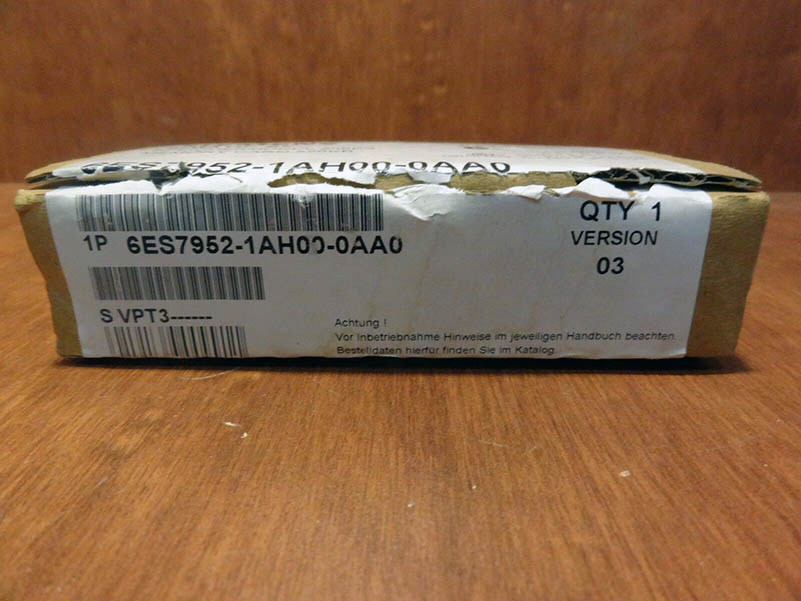 6ES7952-1AH00-0AA0
QTY 1
1P 6ES7952-1AH00-0AA0
VERSION
03
S VPT3------
Achtung !
Vor Inbetriebnahme Hinweise im jeweiligen Handbuch beachten.
Bestelldaten hierfür finden Sie im Katalog.